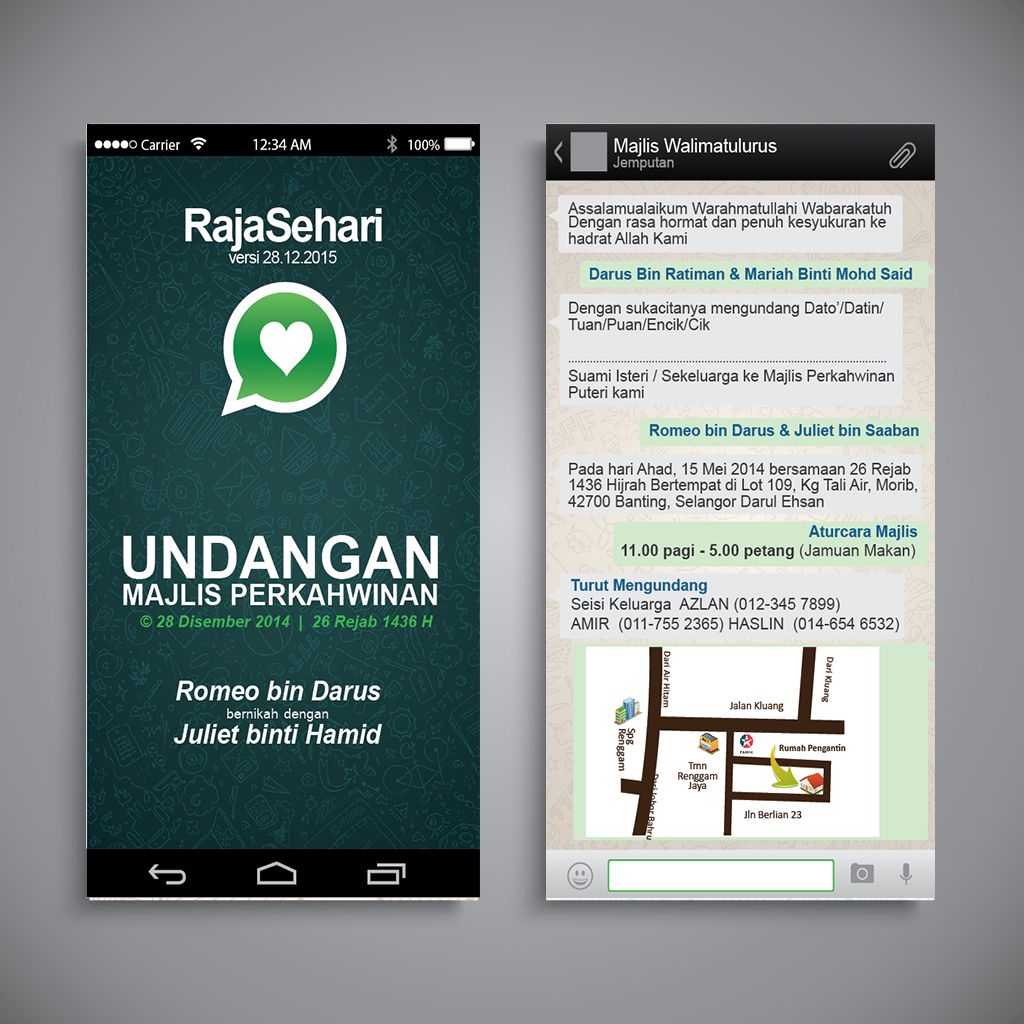 Carrier 12:34 AM 100%
RajaSehari
versi 28.12.2015
UNDANGAN
MAJLIS PERKAHWINAN
© 28 Disember 2014 | 26 Rejab 1436 H
Romeo bin Darus
bernikah dengan
Juliet binti Hamid
Majlis Walimatulurus
Jemputan
Assalamualaikum Warahmatullahi Wabarakatuh
Dengan rasa hormat dan penuh kesyukuran ke
hadrat Allah Kami
Darus Bin Ratiman & Mariah Binti Mohd Said
Dengan sukacitanya mengundang Dato'/Datin/
Tuan/Puan/Encik/Cik
Suami Isteri / Sekeluarga ke Majlis Perkahwinan
Puteri kami
Romeo bin Darus & Juliet bin Saaban
Pada hari Ahad, 15 Mei 2014 bersamaan 26 Rejab
1436 Hijrah Bertempat di Lot 109, Kg Tali Air, Morib,
42700 Banting, Selangor Darul Ehsan
Aturcara Majlis
11.00 pagi - 5.00 petang (Jamuan Makan)
Turut Mengundang
Seisi Keluarga AZLAN (012-345 7899)
AMIR (011-755 2365) HASLIN (014-654 6532)
Dari Air Hitam
Dari Kluang
Jalan Kluang
Spg
Renggam
Tmn
Renggam
Jaya
Rumah Pengantin
Jln Berlian 23
Dari Johor Bahru